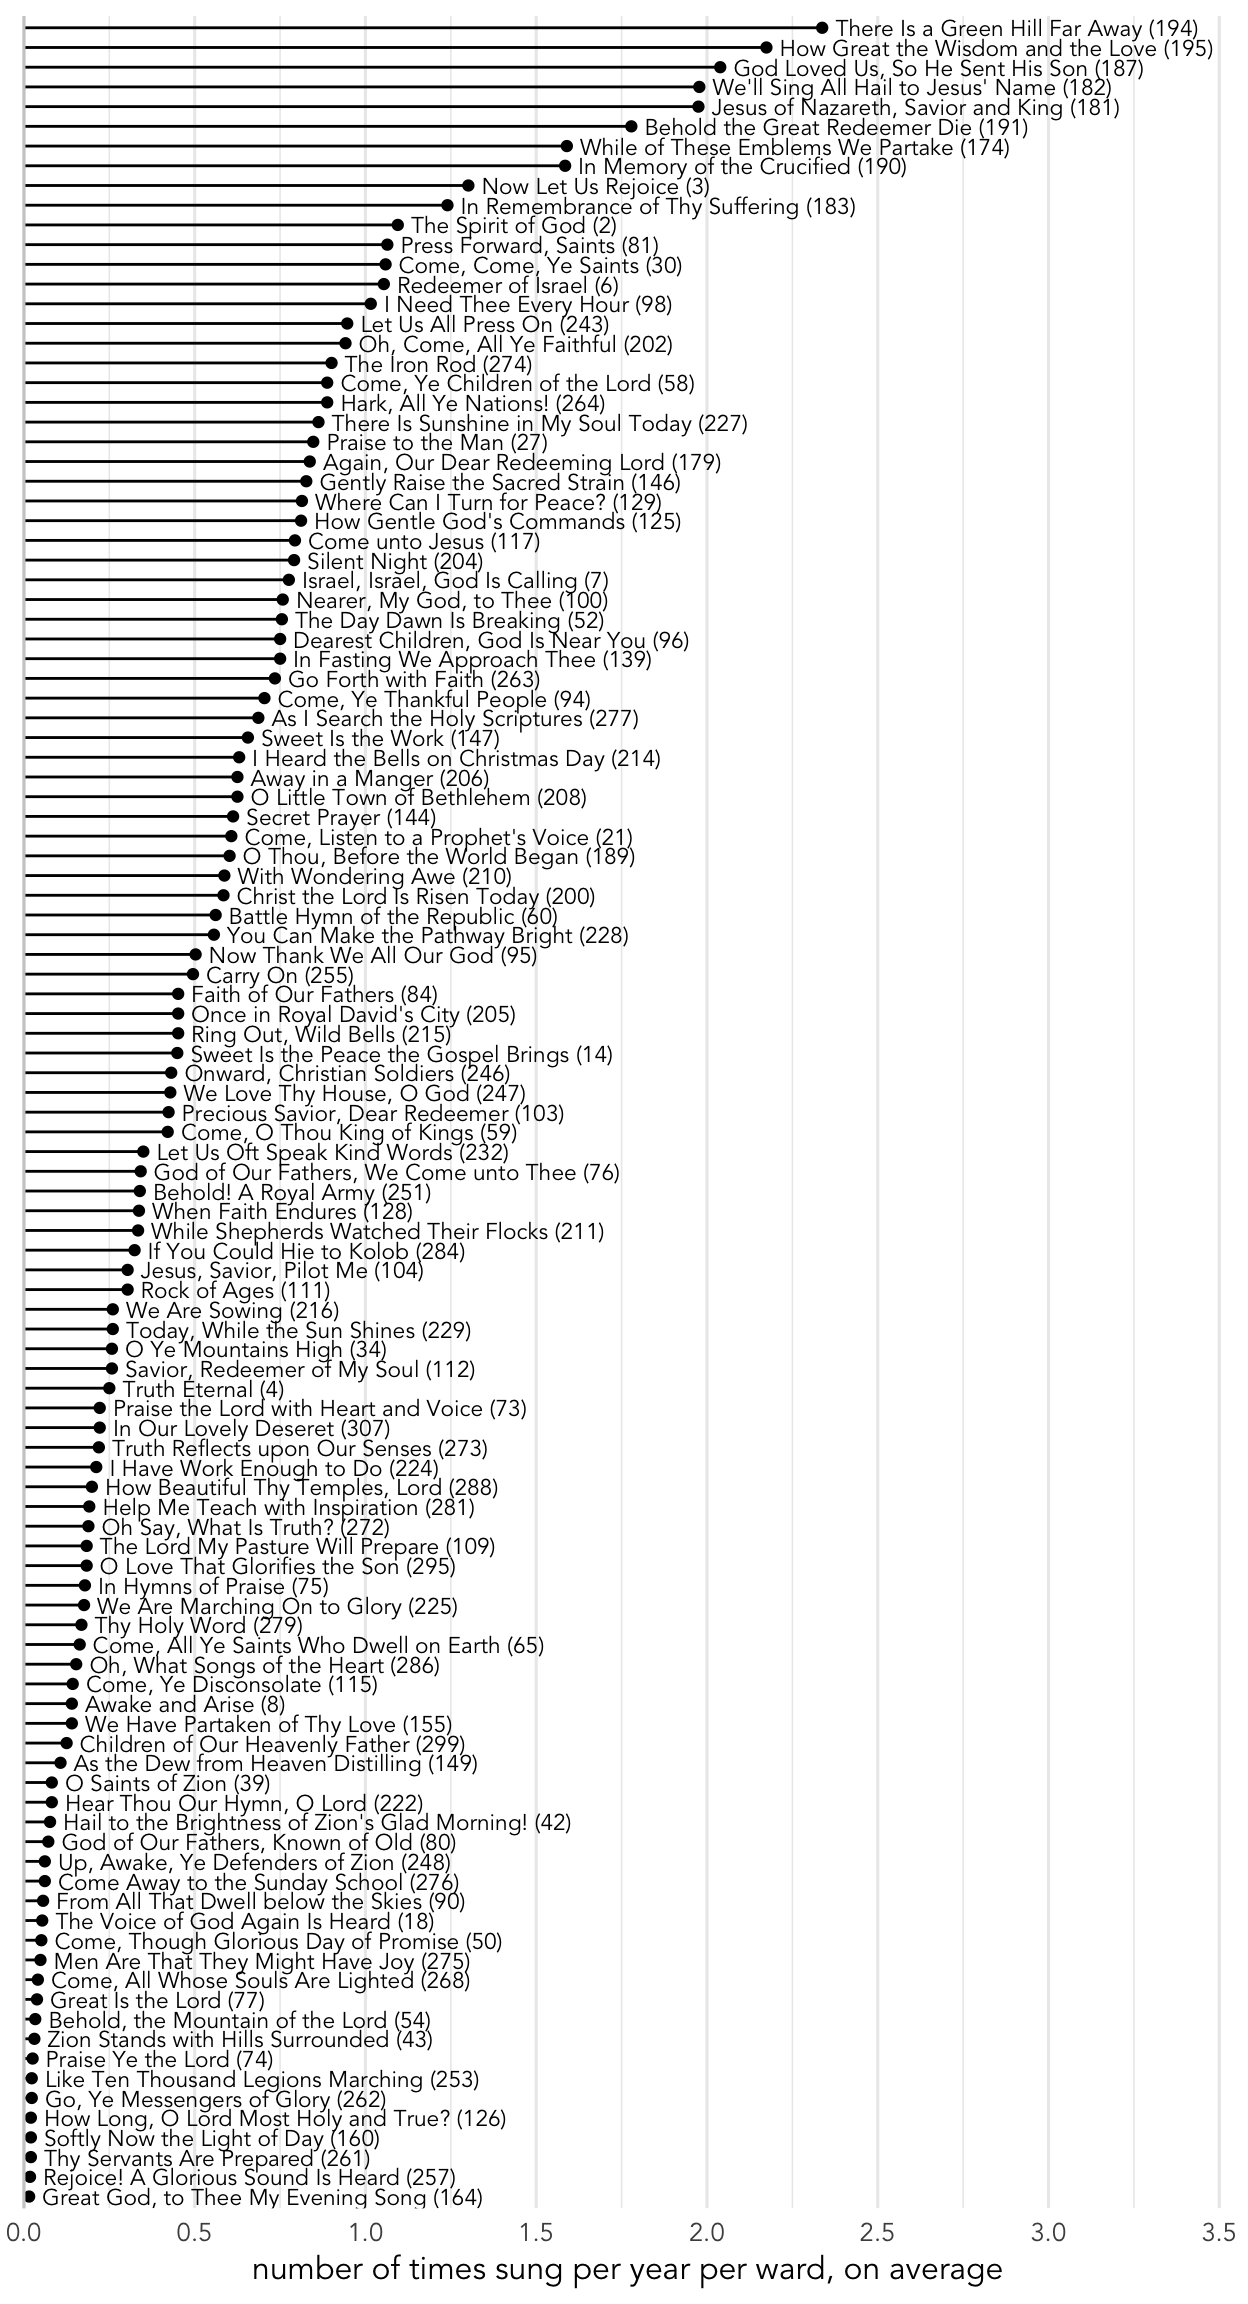 There Is a Green Hill Far Away (194)
How Great the Wisdom and the Love (195)
God Loved Us, So He Sent His Son (187)
We'll Sing All Hail to Jesus' Name (182)
Jesus of Nazareth, Savior and King (181)
Behold the Great Redeemer Die (191)
While of These Emblems We Partake (174)
In Memory of the Crucified (190)
Now Let Us Rejoice (3)
In Remembrance of Thy Suffering (183)
The Spirit of God (2)
Press Forward, Saints (81)
Come, Come, Ye Saints (30)
Redeemer of Israel (6)
I Need Thee Every Hour (98)
Let Us All Press On (243)
Oh, Come, All Ye Faithful (202)
The Iron Rod (274)
Come, Ye Children of the Lord (58)
Hark, All Ye Nations! (264)
There Is Sunshine in My Soul Today (227)
Praise to the Man (27)
Again, Our Dear Redeeming Lord (179)
Gently Raise the Sacred Strain (146)
Where Can I Turn for Peace? (129)
How Gentle God's Commands (125)
Come unto Jesus (117)
Silent Night (204)
Israel, Israel, God Is Calling (7)
Nearer, My God, to Thee (100)
The Day Dawn Is Breaking (52)
Dearest Children, God Is Near You (96)
In Fasting We Approach Thee (139)
Go Forth with Faith (263)
Come, Ye Thankful People (94)
As I Search the Holy Scriptures (277)
Sweet Is the Work (147)
I Heard the Bells on Christmas Day (214)
Away in a Manger (206)
O Little Town of Bethlehem (208)
Secret Prayer (144)
Come, Listen to a Prophet's Voice (21)
O Thou, Before the World Began (189)
With Wondering Awe (210)
Christ the Lord Is Risen Today (200)
Battle Hymn of the Republic (60)
You Can Make the Pathway Bright (228)
Now Thank We All Our God (95)
Carry On (255)
Faith of Our Fathers (84)
Once in Royal David's City (205)
Ring Out, Wild Bells (215)
Sweet Is the Peace the Gospel Brings (14)
Onward, Christian Soldiers (246)
We Love Thy House, O God (247)
Precious Savior, Dear Redeemer (103)
Come, O Thou King of Kings (59)
Let Us Oft Speak Kind Words (232)
God of Our Fathers, We Come unto Thee (76)
Behold! A Royal Army (251)
When Faith Endures (128)
While Shepherds Watched Their Flocks (211)
If You Could Hie to Kolob (284)
Jesus, Savior, Pilot Me (104)
Rock of Ages (111)
We Are Sowing (216)
Today, While the Sun Shines (229)
O Ye Mountains High (34)
Savior, Redeemer of My Soul (112)
Truth Eternal (4)
Praise the Lord with Heart and Voice (73)
In Our Lovely Deseret (307)
Truth Reflects upon Our Senses (273)
I Have Work Enough to Do (224)
How Beautiful Thy Temples, Lord (288)
Help Me Teach with Inspiration (281)
Oh Say, What Is Truth? (272)
The Lord My Pasture Will Prepare (109)
O Love That Glorifies the Son (295)
In Hymns of Praise (75)
We Are Marching On to Glory (225)
Thy Holy Word (279)
Come, All Ye Saints Who Dwell on Earth (65)
Oh, What Songs of the Heart (286)
Come, Ye Disconsolate (115)
Awake and Arise (8)
We Have Partaken of Thy Love (155)
Children of Our Heavenly Father (299)
As the Dew from Heaven Distilling (149)
O Saints of Zion (39)
Hear Thou Our Hymn, O Lord (222)
Hail to the Brightness of Zion's Glad Morning! (42)
God of Our Fathers, Known of Old (80)
Up, Awake, Ye Defenders of Zion (248)
Come Away to the Sunday School (276)
From All That Dwell below the Skies (90)
The Voice of God Again Is Heard (18)
Come, Though Glorious Day of Promise (50)
Men Are That They Might Have Joy (275)
Come, All Whose Souls Are Lighted (268)
Great Is the Lord (77)
Behold, the Mountain of the Lord (54)
Zion Stands with Hills Surrounded (43)
Praise Ye the Lord (74)
Like Ten Thousand Legions Marching (253)
Go, Ye Messengers of Glory (262)
How Long, O Lord Most Holy and True? (126)
Softly Now the Light of Day (160)
Thy Servants Are Prepared (261)
Rejoice! A Glorious Sound Is Heard (257)
Great God, to Thee My Evening Song (164)
0.0 0.5 1.0 1.5 2.0 2.5 3.0 3.5
number of times sung per year per ward, on average